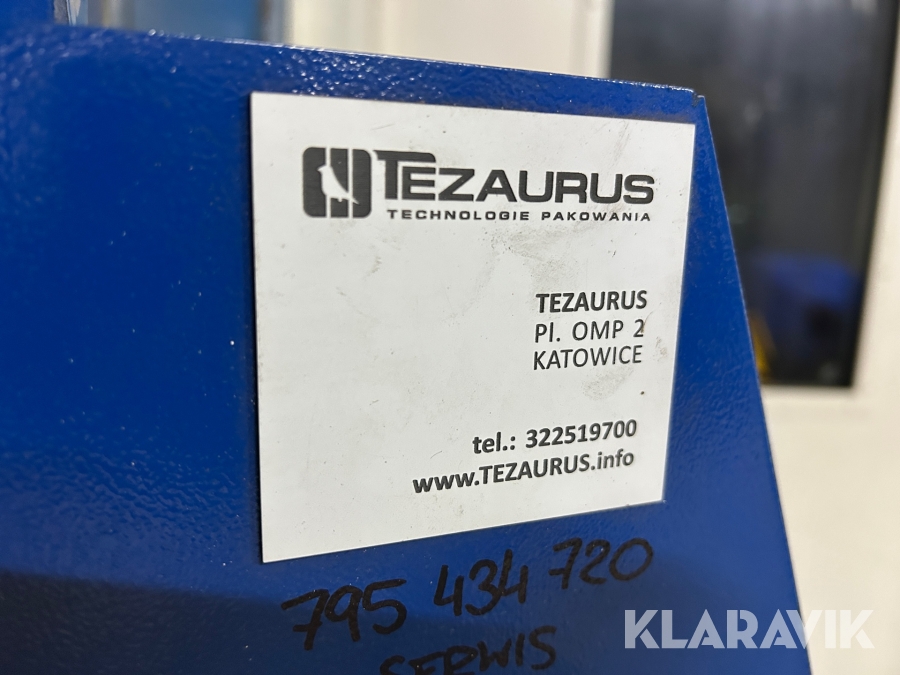 TEZAURUS
TECHNOLOGIE PAKOWANIA
TEZAURUS
Pl. OMP 2
KATOWICE
tel.: 322519700
www.TEZAURUS.info
795 434 720
SERWIS
KLARAVIK